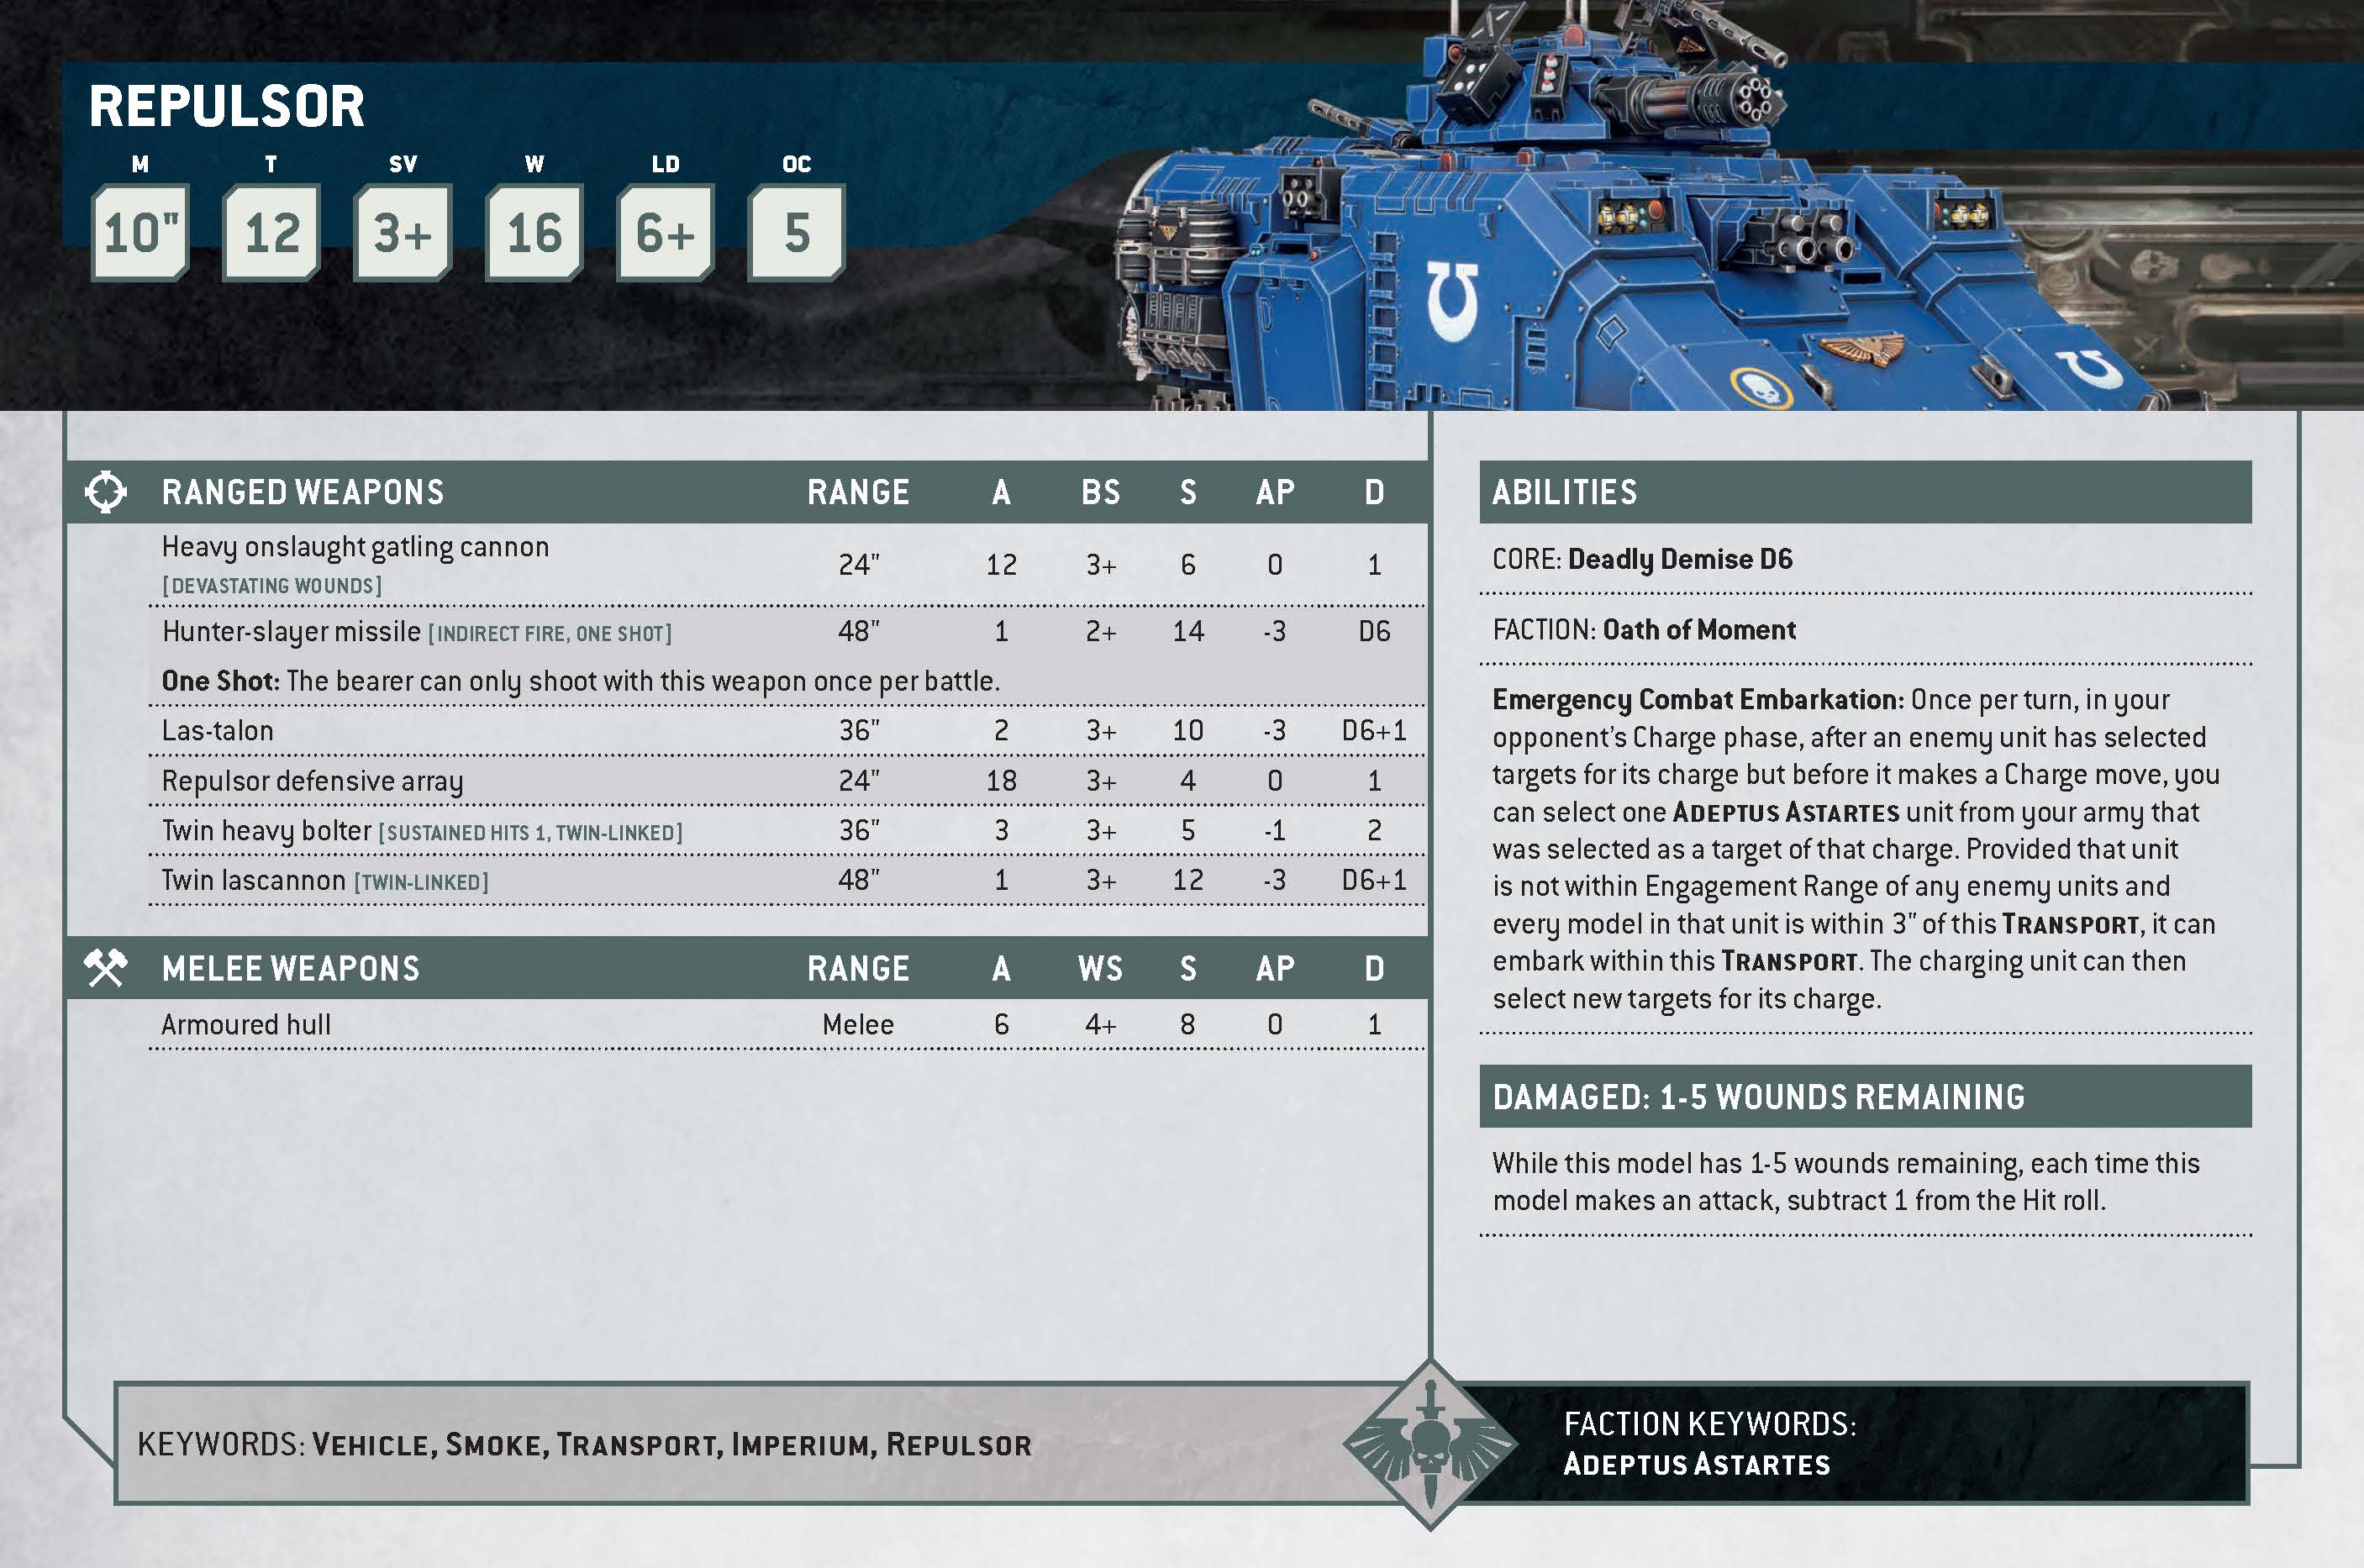 REPULSOR
M T SV W LD OC
10" 12 3+ 16 6+ 5
RANGED WEAPONS RANGE A BS S AP D
Heavy onslaught gatling cannon
[DEVASTATING WOUNDS] 24" 12 3+ 6 0 1
Hunter-slayer missile [INDIRECT FIRE, ONE SHOT] 48" 1 2+ 14 -3 D6
One Shot: The bearer can only shoot with this weapon once per battle.
Las-talon 36" 2 3+ 10 -3 D6+1
Repulsor defensive array 24" 18 3+ 4 0 1
Twin heavy bolter [SUSTAINED HITS 1, TWIN-LINKED] 36" 3 3+ 5 -1 2
Twin lascannon [TWIN-LINKED] 48" 1 3+ 12 -3 D6+1
MELEE WEAPONS RANGE A WS S AP D
Armoured hull Melee 6 4+ 8 0 1
ABILITIES
CORE: Deadly Demise D6
FACTION: Oath of Moment
Emergency Combat Embarkation: Once per turn, in your
opponent's Charge phase, after an enemy unit has selected
targets for its charge but before it makes a Charge move, you
can select one ADEPTUS ASTARTES unit from your army that
was selected as a target of that charge. Provided that unit
is not within Engagement Range of any enemy units and
every model in that unit is within 3" of this TRANSPORT, it can
embark within this TRANSPORT. The charging unit can then
select new targets for its charge.
DAMAGED: 1-5 WOUNDS REMAINING
While this model has 1-5 wounds remaining, each time this
model makes an attack, subtract 1 from the Hit roll.
KEYWORDS: VEHICLE, SMOKE, TRANSPORT, IMPERIUM, REPULSOR
FACTION KEYWORDS:
ADEPTUS ASTARTES